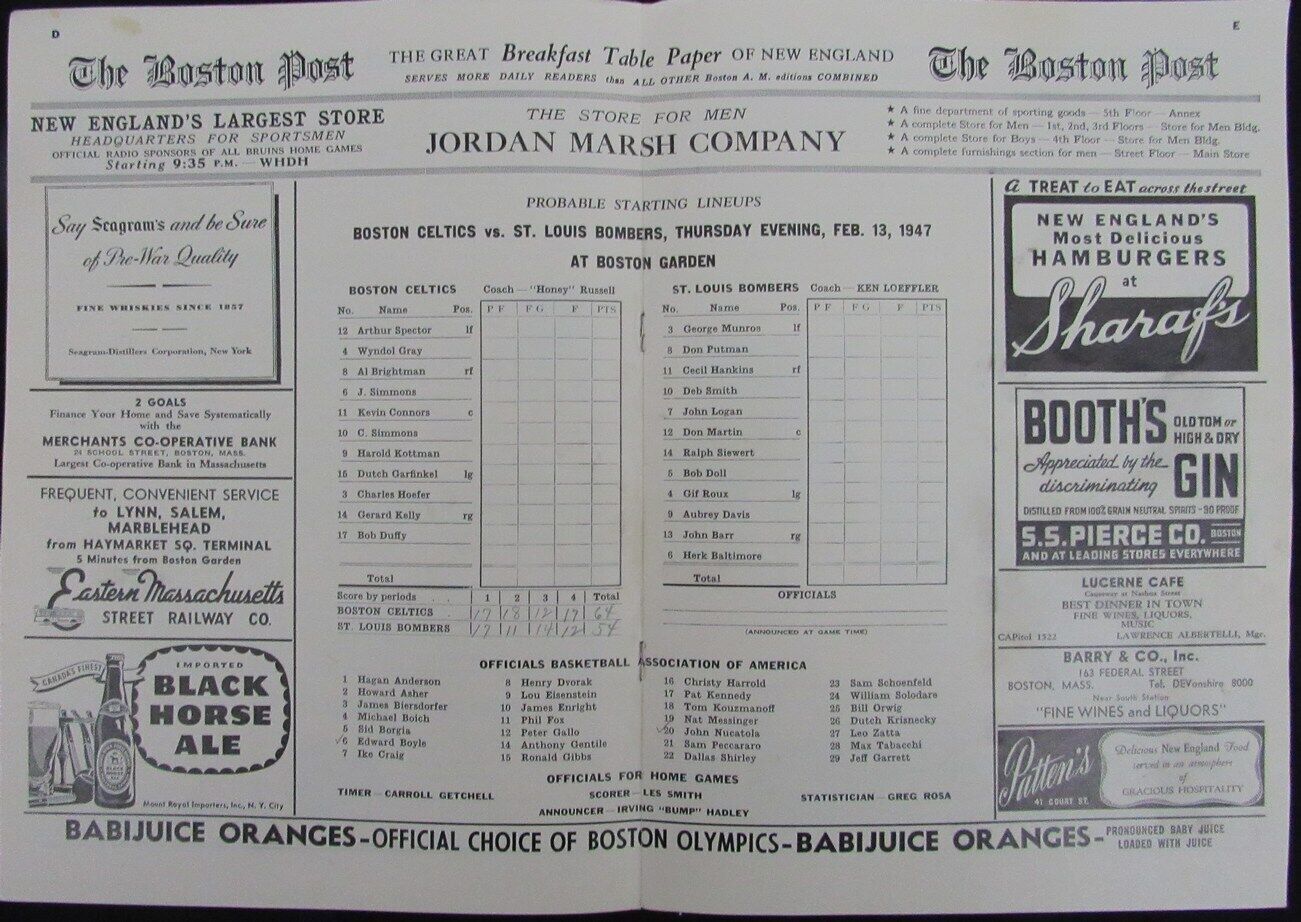 D
E
The Boston Post
THE GREAT Breakfast Table Paper OF NEW ENGLAND
SERVES MORE DAILY READERS than ALL OTHER Boston A. M. editions COMBINED
The Boston Post
NEW ENGLAND'S LARGEST STORE
HEADQUARTERS FOR SPORTSMEN
OFFICIAL RADIO SPONSORS OF ALL BRUINS HOME GAMES
Starting 9:35 P.M. — WHDH
THE STORE FOR MEN
JORDAN MARSH COMPANY
★ A fine department of sporting goods — 5th Floor — Annex
★ A complete Store for Men — 1st, 2nd, 3rd Floors — Store for Men Bldg.
★ A complete Store for Boys — 4th Floor — Store for Men Bldg.
★ A complete furnishings section for men — Street Floor — Main Store
Say Seagram's and be Sure
of Pre-War Quality
FINE WHISKIES SINCE 1857
Seagram-Distillers Corporation, New York
2 GOALS
Finance Your Home and Save Systematically
with the
MERCHANTS CO-OPERATIVE BANK
24 SCHOOL STREET, BOSTON, MASS.
Largest Co-operative Bank in Massachusetts
FREQUENT, CONVENIENT SERVICE
to LYNN, SALEM,
MARBLEHEAD
from HAYMARKET SQ. TERMINAL
5 Minutes from Boston Garden
Eastern Massachusetts
STREET RAILWAY CO.
CANADA'S FINEST
IMPORTED
BLACK
HORSE
ALE
Mount Royal Importers, Inc., N. Y. City
PROBABLE STARTING LINEUPS
BOSTON CELTICS vs. ST. LOUIS BOMBERS, THURSDAY EVENING, FEB. 13, 1947
AT BOSTON GARDEN
BOSTON CELTICS Coach — "Honey" Russell
No. Name Pos. P F F G F PTS
12 Arthur Spector lf
4 Wyndol Gray
8 Al Brightman rf
6 J. Simmons
11 Kevin Connors c
10 C. Simmons
9 Harold Kottman
15 Dutch Garfinkel lg
3 Charles Hoefer
14 Gerard Kelly rg
17 Bob Duffy
Total
Score by periods . . 1 2 3 4 Total
BOSTON CELTICS 17 18 12 17 64
ST. LOUIS BOMBERS 17 11 14 12 54
ST. LOUIS BOMBERS Coach — KEN LOEFFLER
No. Name Pos. P F F G F PTS
3 George Munroe lf
8 Don Putman
11 Cecil Hankins rf
10 Deb Smith
7 John Logan
12 Don Martin c
14 Ralph Siewert
5 Bob Doll
4 Gif Roux lg
9 Aubrey Davis
13 John Barr rg
6 Herk Baltimore
Total
OFFICIALS
(ANNOUNCED AT GAME TIME)
OFFICIALS BASKETBALL ASSOCIATION OF AMERICA
1 Hagan Anderson
2 Howard Asher
3 James Biersdorfer
4 Michael Boich
5 Sid Borgia
✓6 Edward Boyle
7 Ike Craig
8 Henry Dvorak
9 Lou Eisenstein
10 James Enright
11 Phil Fox
12 Peter Gallo
14 Anthony Gentile
15 Ronald Gibbs
16 Christy Harrold
17 Pat Kennedy
18 Tom Kouzmanoff
19 Nat Messinger
✓20 John Nucatola
21 Sam Peccararo
22 Dallas Shirley
23 Sam Schoenfeld
24 William Solodare
25 Bill Orwig
26 Dutch Krisnecky
27 Leo Zatta
28 Max Tabacchi
29 Jeff Garrett
OFFICIALS FOR HOME GAMES
TIMER — CARROLL GETCHELL
SCORER — LES SMITH
STATISTICIAN — GREG ROSA
ANNOUNCER — IRVING "BUMP" HADLEY
a TREAT to EAT across the street
NEW ENGLAND'S
Most Delicious
HAMBURGERS
at
Sharaf's
BOOTH'S OLD TOM or
HIGH & DRY
Appreciated by the
discriminating GIN
DISTILLED FROM 100% GRAIN NEUTRAL SPIRITS - 90 PROOF
S.S. PIERCE CO. BOSTON
AND AT LEADING STORES EVERYWHERE
LUCERNE CAFE
Causeway at Nashua Street
BEST DINNER IN TOWN
FINE WINES, LIQUORS,
MUSIC
CAPitol 1522 LAWRENCE ALBERTELLI, Mgr.
BARRY & CO., Inc.
163 FEDERAL STREET
BOSTON, MASS. Tel. DEVonshire 8000
Near South Station
"FINE WINES and LIQUORS"
Patten's
41 COURT ST.
Delicious New England Food
served in an atmosphere
of
GRACIOUS HOSPITALITY
BABIJUICE ORANGES-OFFICIAL CHOICE OF BOSTON OLYMPICS-BABIJUICE ORANGES- PRONOUNCED BABY JUICE
LOADED WITH JUICE